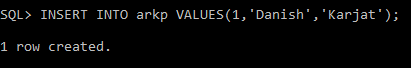 SQL> INSERT INTO arkp VALUES(1,'Danish','Karjat');
1 row created.